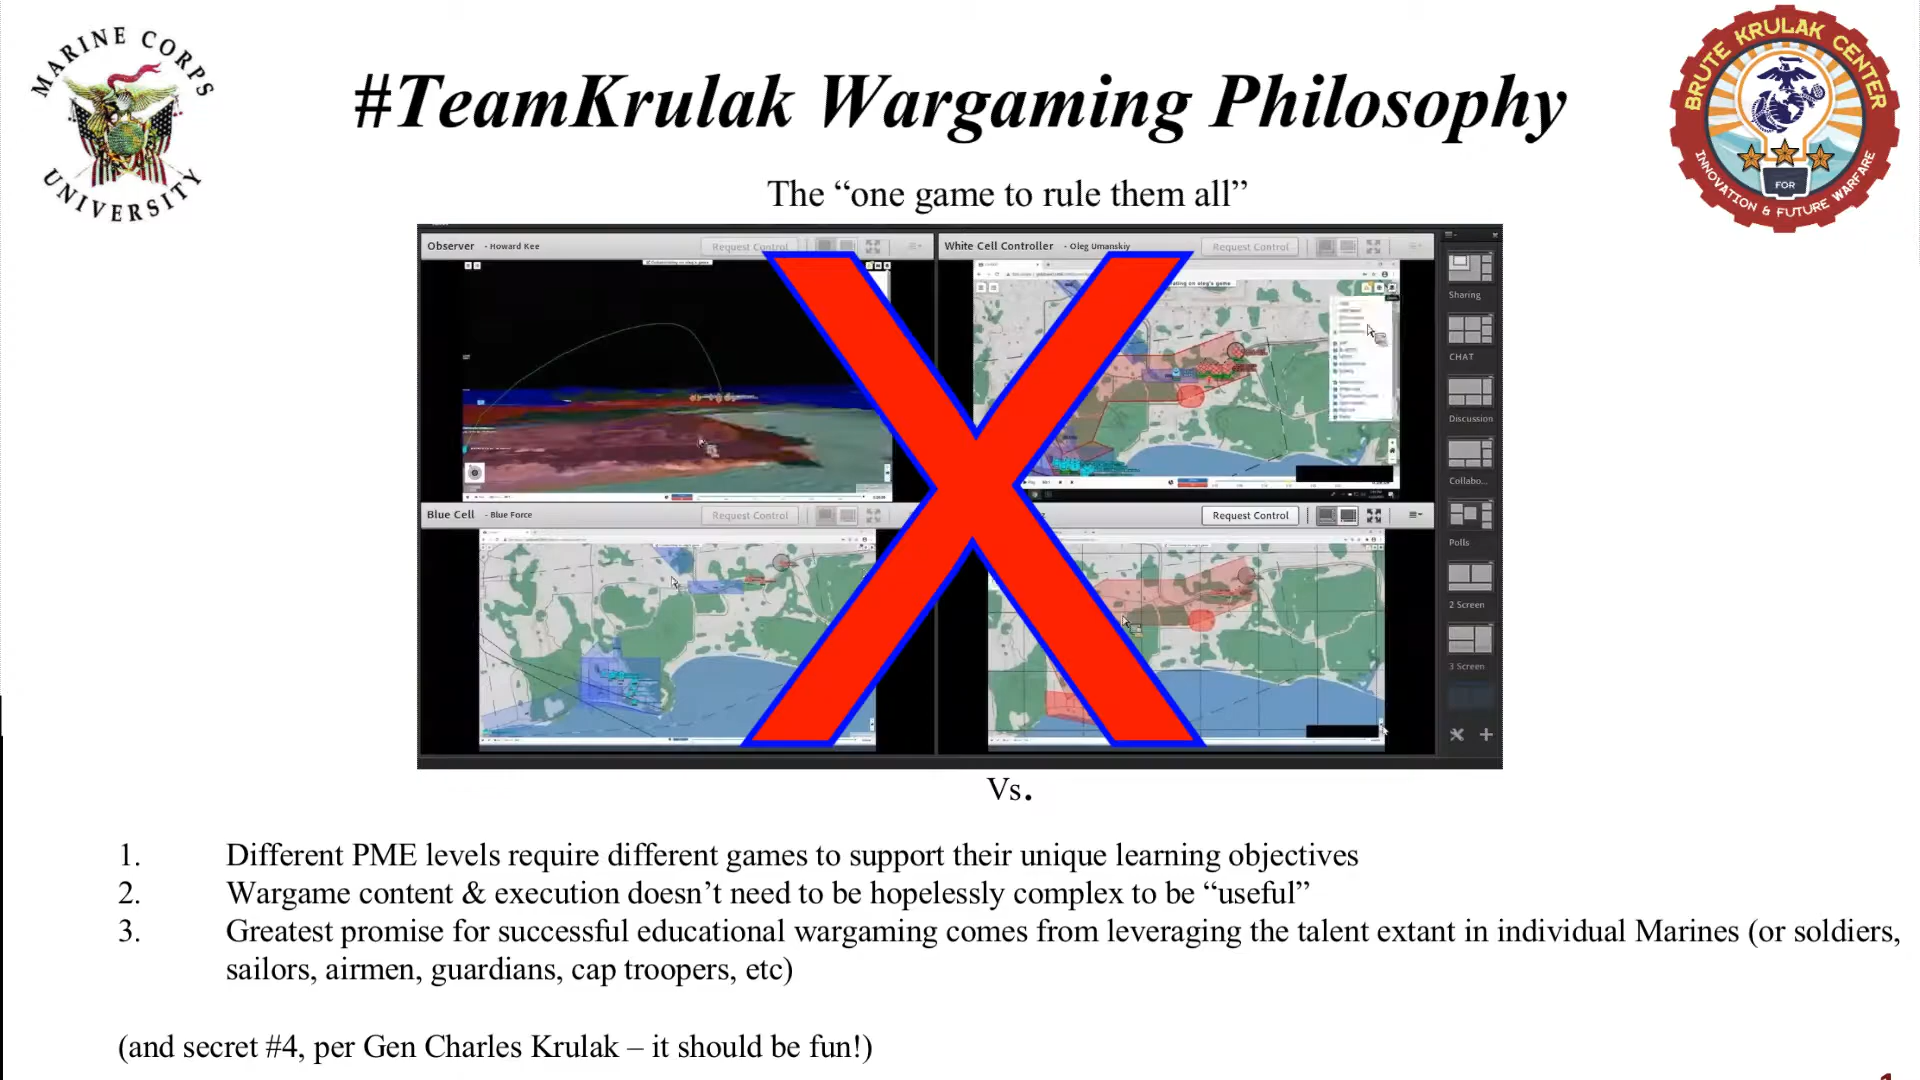 MARINE CORPS
UNIVERSITY
#TeamKrulak Wargaming Philosophy
BRUTE KRULAK CENTER
FOR
INNOVATION & FUTURE WARFARE
The “one game to rule them all”
Observer - Howard Kee
Request Control
White Cell Controller - Oleg Umanskiy
Request Control
Sharing
CHAT
Discussion
Collabo...
Polls
2 Screen
3 Screen
Blue Cell - Blue Force
Request Control
Request Control
Vs.
1. Different PME levels require different games to support their unique learning objectives
2. Wargame content & execution doesn’t need to be hopelessly complex to be “useful”
3. Greatest promise for successful educational wargaming comes from leveraging the talent extant in individual Marines (or soldiers,
sailors, airmen, guardians, cap troopers, etc)
(and secret #4, per Gen Charles Krulak – it should be fun!)